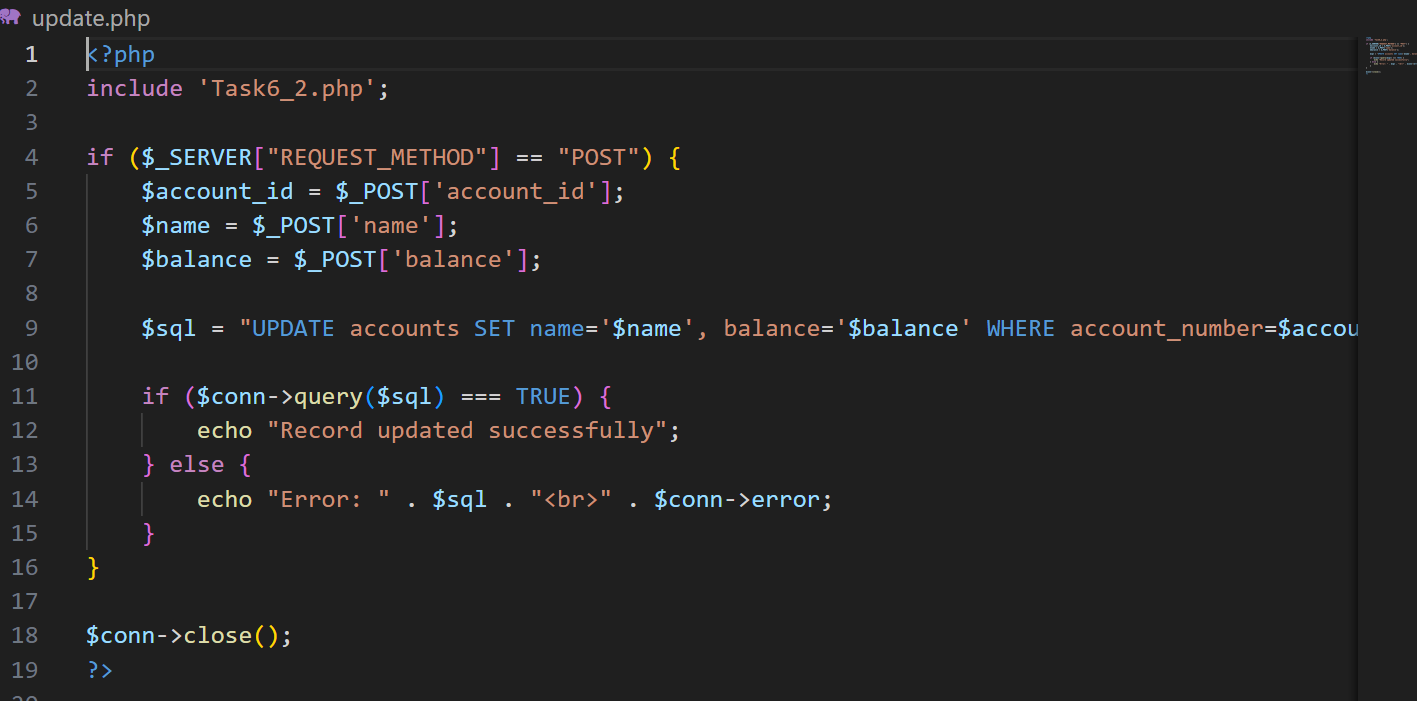 update.php
1 <?php
2 include 'Task6_2.php';
3
4 if ($_SERVER["REQUEST_METHOD"] == "POST") {
5     $account_id = $_POST['account_id'];
6     $name = $_POST['name'];
7     $balance = $_POST['balance'];
8
9     $sql = "UPDATE accounts SET name='$name', balance='$balance' WHERE account_number=$accou
10
11     if ($conn->query($sql) === TRUE) {
12         echo "Record updated successfully";
13     } else {
14         echo "Error: " . $sql . "<br>" . $conn->error;
15     }
16 }
17
18 $conn->close();
19 ?>